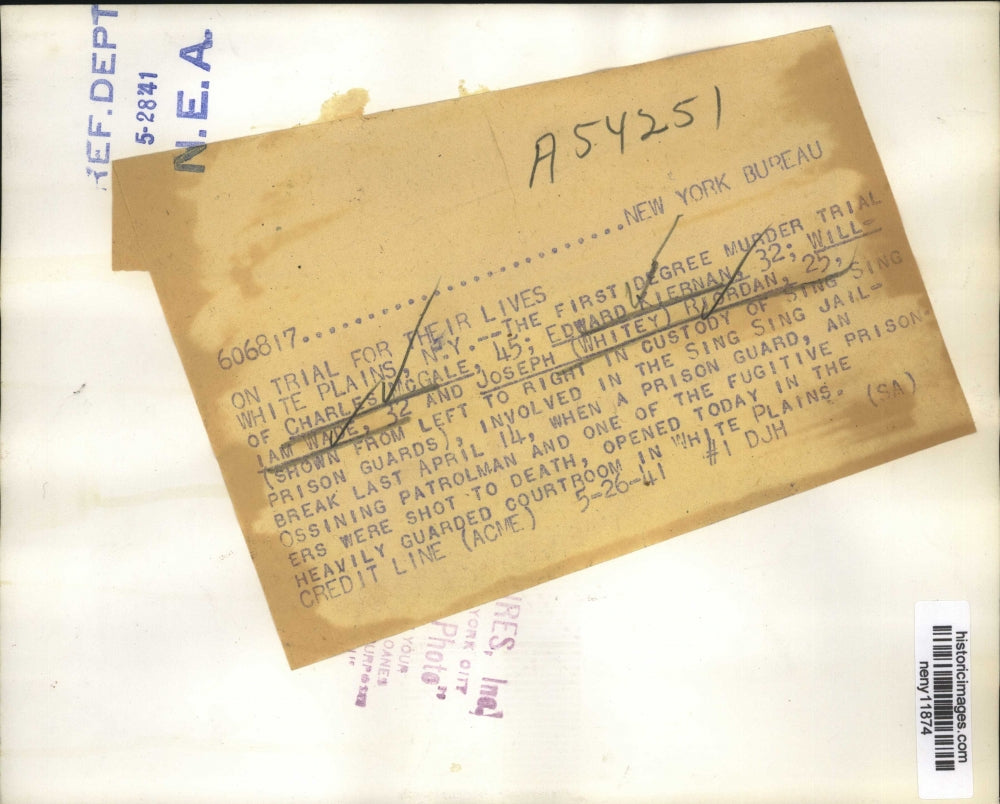 REF.DEPT
5-28-41
N.E.A.
A54251
606817..............................NEW YORK BUREAU
ON TRIAL FOR THEIR LIVES
WHITE PLAINS, N.Y.---THE FIRST DEGREE MURDER TRIAL
OF CHARLES 45; EDWARD KIERNAN, 32; WILL-
IAM WADE, 32 AND JOSEPH (WHITEY) RIORDAN, 25,
(SHOWN FROM LEFT TO RIGHT IN CUSTODY OF SING SING
PRISON GUARDS), INVOLVED IN THE SING SING JAIL-
BREAK LAST APRIL 14, WHEN A PRISON GUARD, AN
OSSINING PATROLMAN AND ONE OF THE FUGITIVE PRISON-
ERS WERE SHOT TO DEATH, OPENED TODAY IN THE
HEAVILY GUARDED COURTROOM IN WHITE PLAINS.
CREDIT LINE (ACME) 5-26-41 #1 DJH (SA)
Inc
YORK CITY
Photo"
YOUR
historicimages.com
neny11874